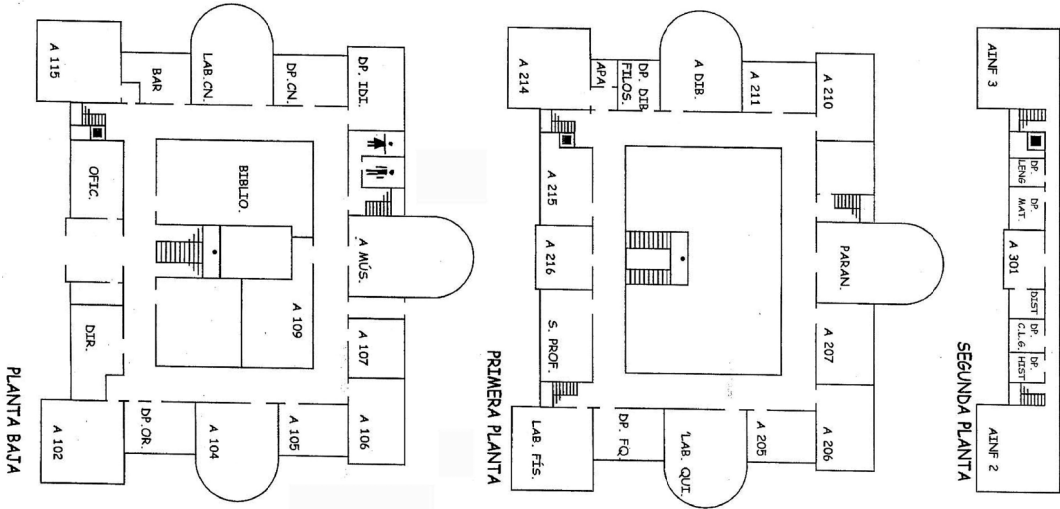 A 115
BAR
LAB.CN.
DP.CN.
DP. IDI.
OFIC.
BIBLIO.
A MÚS.
A 109
A 107
DIR.
A 102
DP.OR.
A 104
A 105
A 106
PLANTA BAJA
A 214
APA
DP. DIB
FILOS.
A DIB.
A 211
A 210
A 215
A 216
PARAN.
S. PROF.
A 207
LAB. FÍS.
DP. FQ.
LAB. QUI.
A 205
A 206
PRIMERA PLANTA
AINF 3
DP.
LENG
DP.
MAT.
A 301
DIST
DP.
C.L.G.
DP.
HIST
AINF 2
SEGUNDA PLANTA